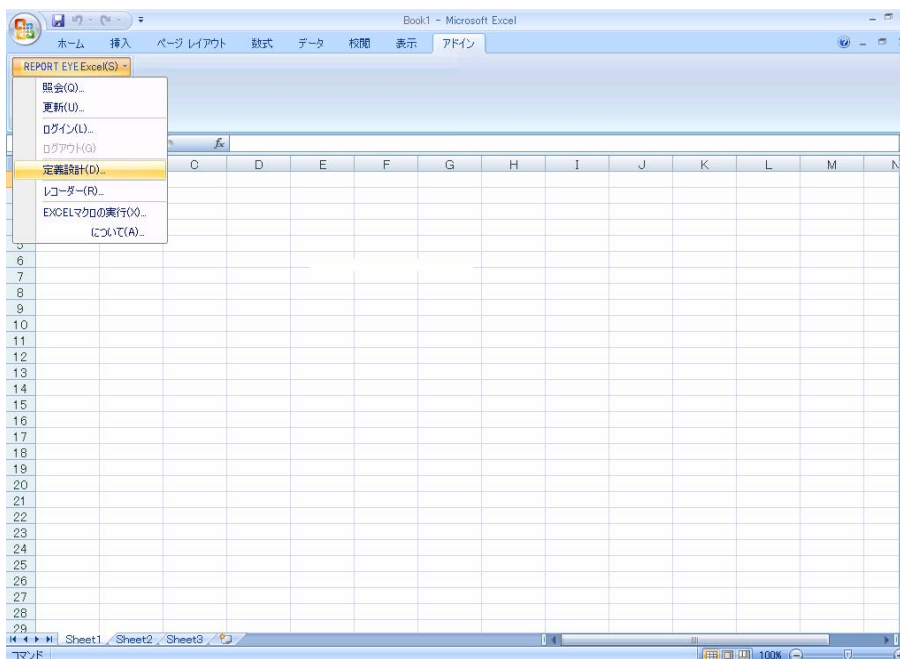 Book1 - Microsoft Excel
ホーム 挿入 ページ レイアウト 数式 データ 校閲 表示 アドイン
REPORT EYE Excel(S)
照会(Q)...
更新(U)...
ログイン(L)...
ログアウト(G)
定義設計(D)...
レコーダー(R)...
EXCELマクロの実行(X)...
について(A)...
fx
C D E F G H I J K L M N
6
7
8
9
10
11
12
13
14
15
16
17
18
19
20
21
22
23
24
25
26
27
28
29
Sheet1 Sheet2 Sheet3
コマンド 100%